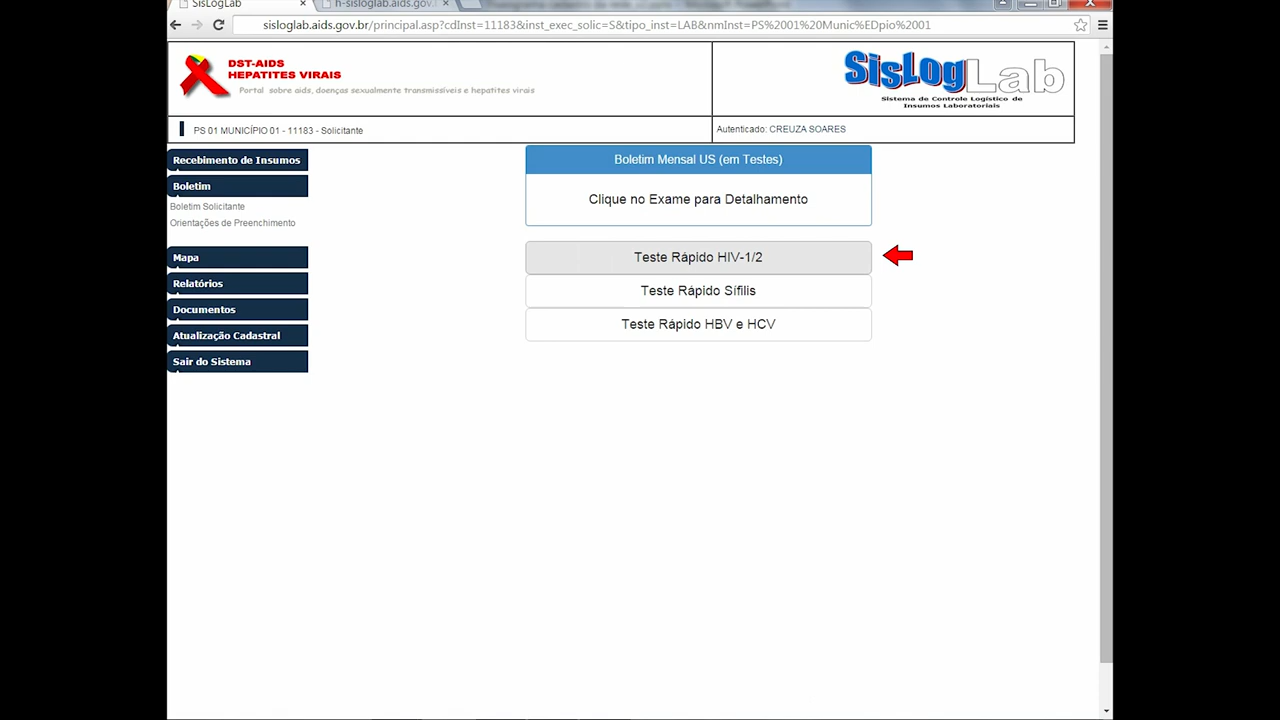 SisLogLab
h-sisloglab.aids.gov.
sisloglab.aids.gov.br/principal.asp?cdInst=11183&inst_exec_solic=S&tipo_inst=LAB&nmInst=PS%2001%20Munic%EDpio%2001
DST-AIDS
HEPATITES VIRAIS
Portal sobre aids, doenças sexualmente transmissíveis e hepatites virais
SisLogLab
Sistema de Controle Logístico de
Insumos Laboratoriais
PS 01 MUNICÍPIO 01 - 11183 - Solicitante
Autenticado: CREUZA SOARES
Recebimento de Insumos
Boletim
Boletim Solicitante
Orientações de Preenchimento
Mapa
Relatórios
Documentos
Atualização Cadastral
Sair do Sistema
Boletim Mensal US (em Testes)
Clique no Exame para Detalhamento
Teste Rápido HIV-1/2
Teste Rápido Sífilis
Teste Rápido HBV e HCV